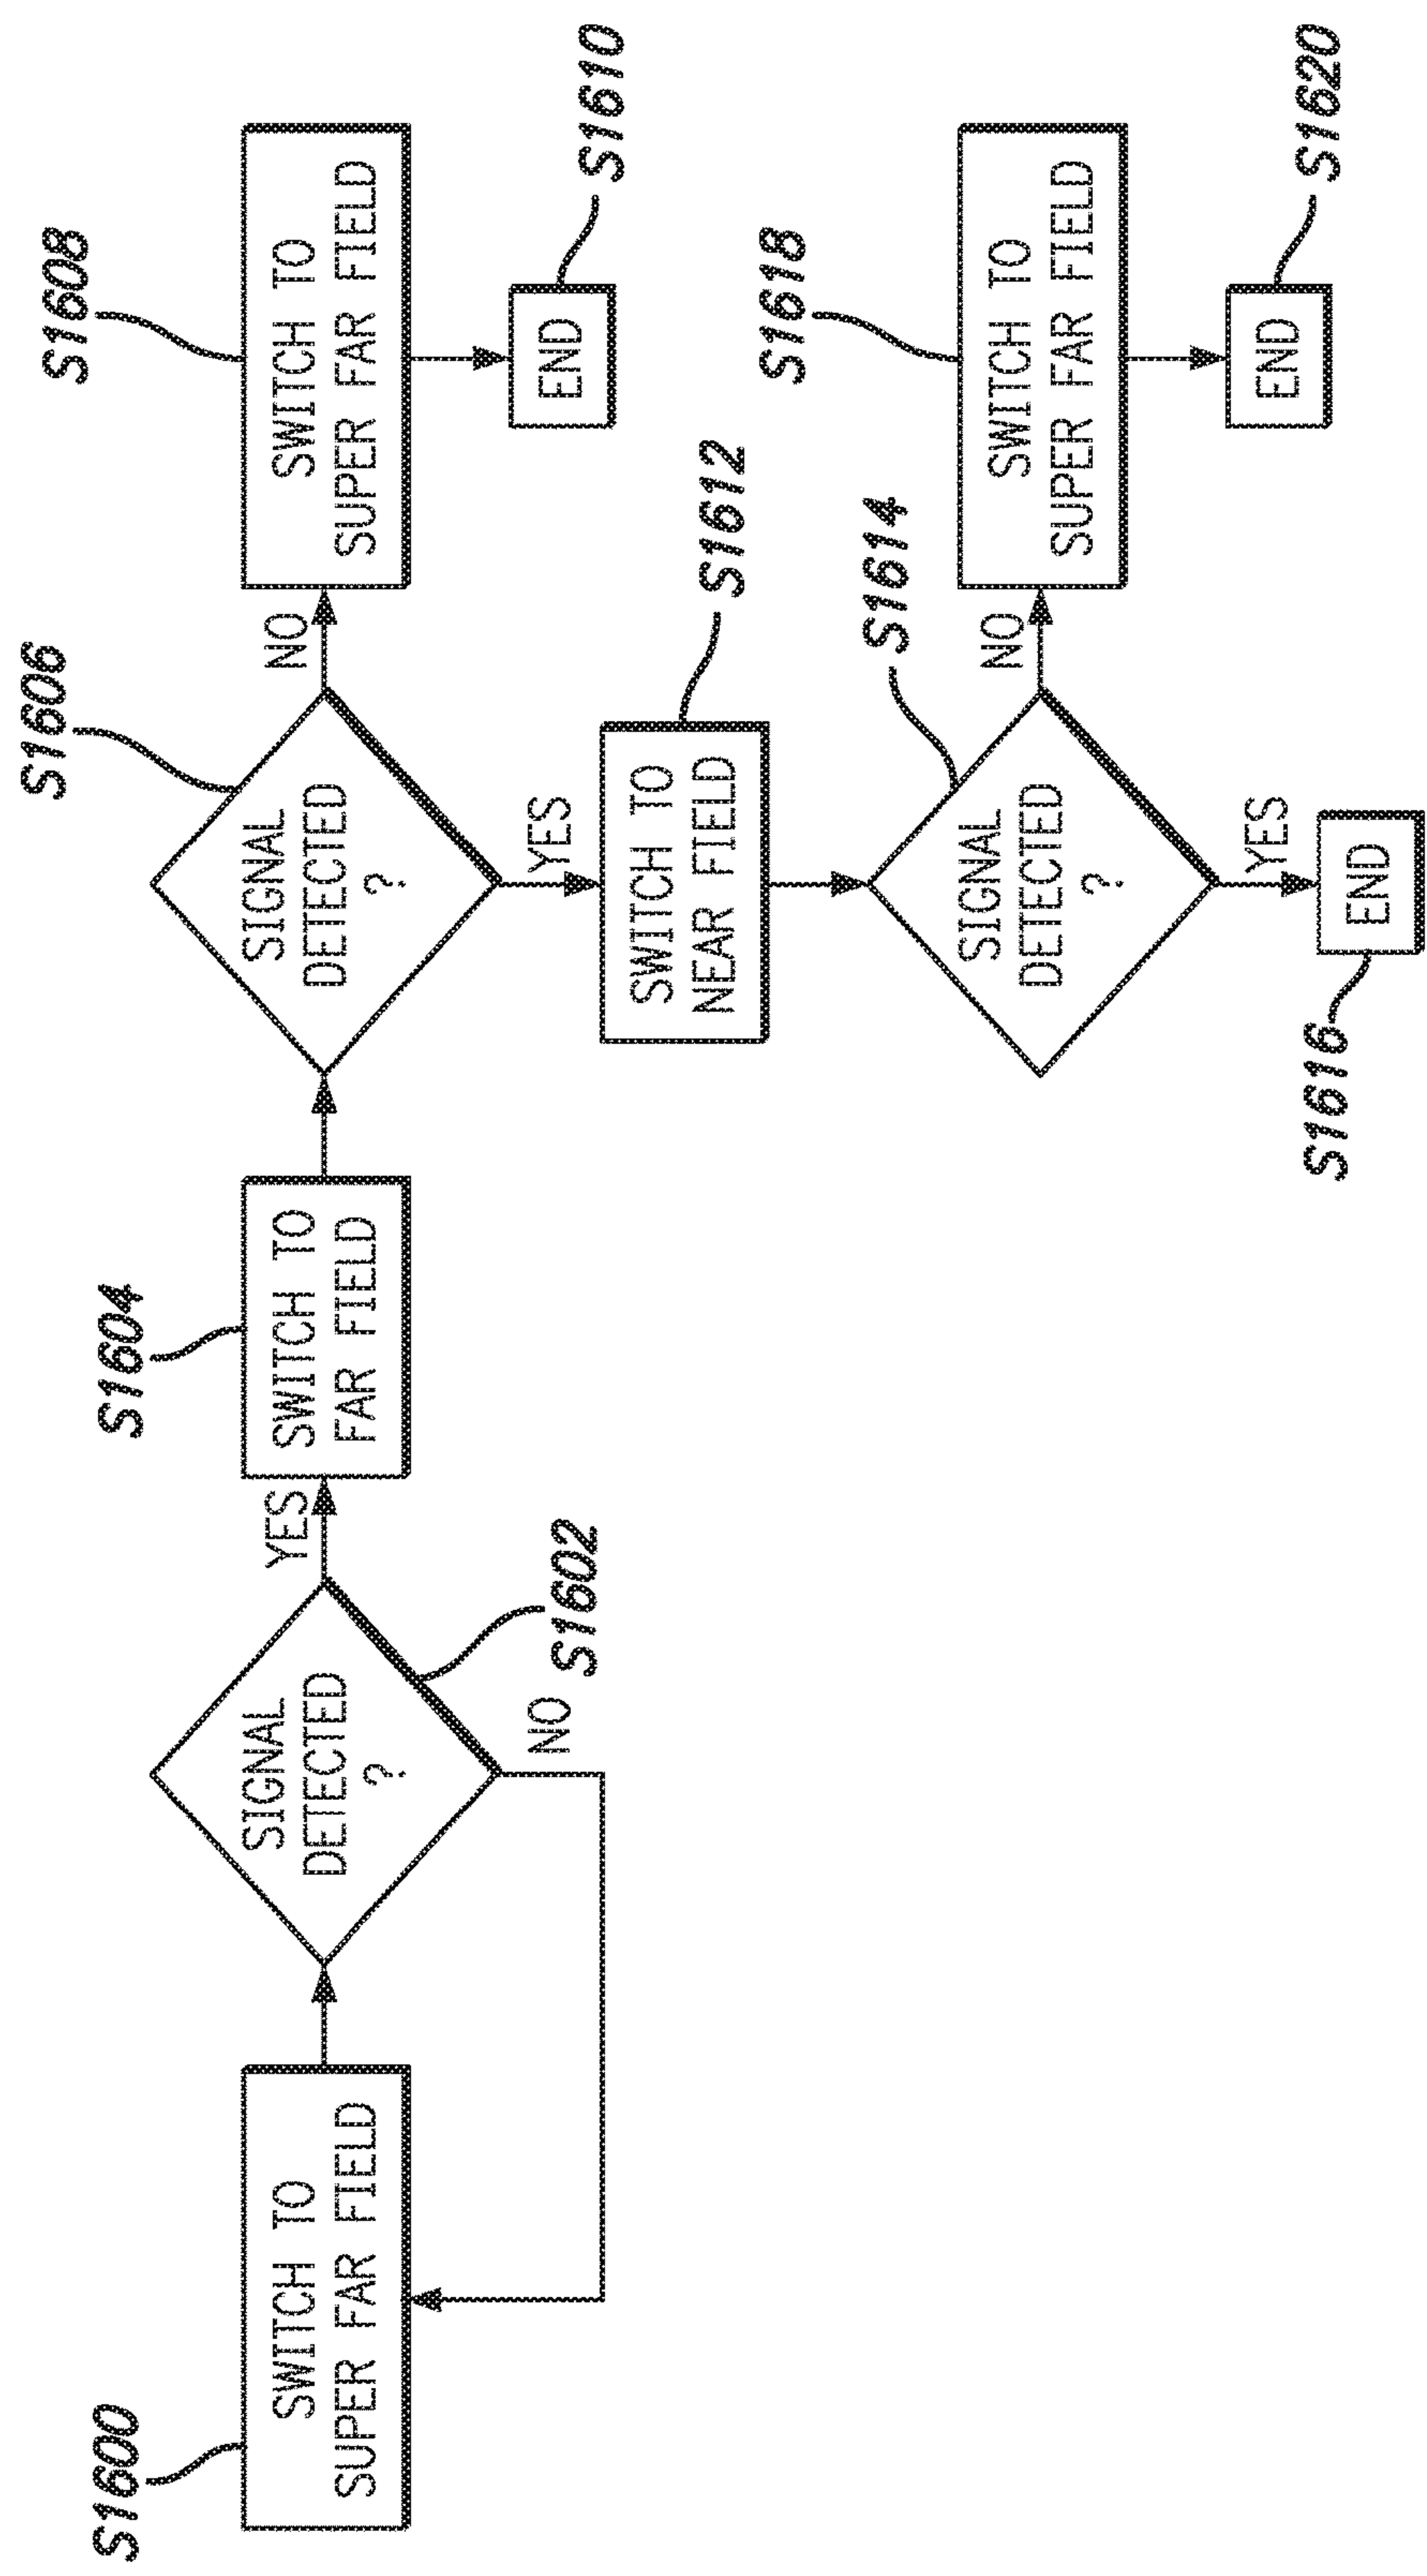 S1600
SWITCH TO
SUPER FAR FIELD
SIGNAL
DETECTED
?
S1602
NO
YES
S1604
SWITCH TO
FAR FIELD
S1606
SIGNAL
DETECTED
?
NO
S1608
SWITCH TO
SUPER FAR FIELD
END
S1610
YES
SWITCH TO
NEAR FIELD
S1612
S1614
SIGNAL
DETECTED
?
NO
S1618
SWITCH TO
SUPER FAR FIELD
END
S1620
YES
END
S1616